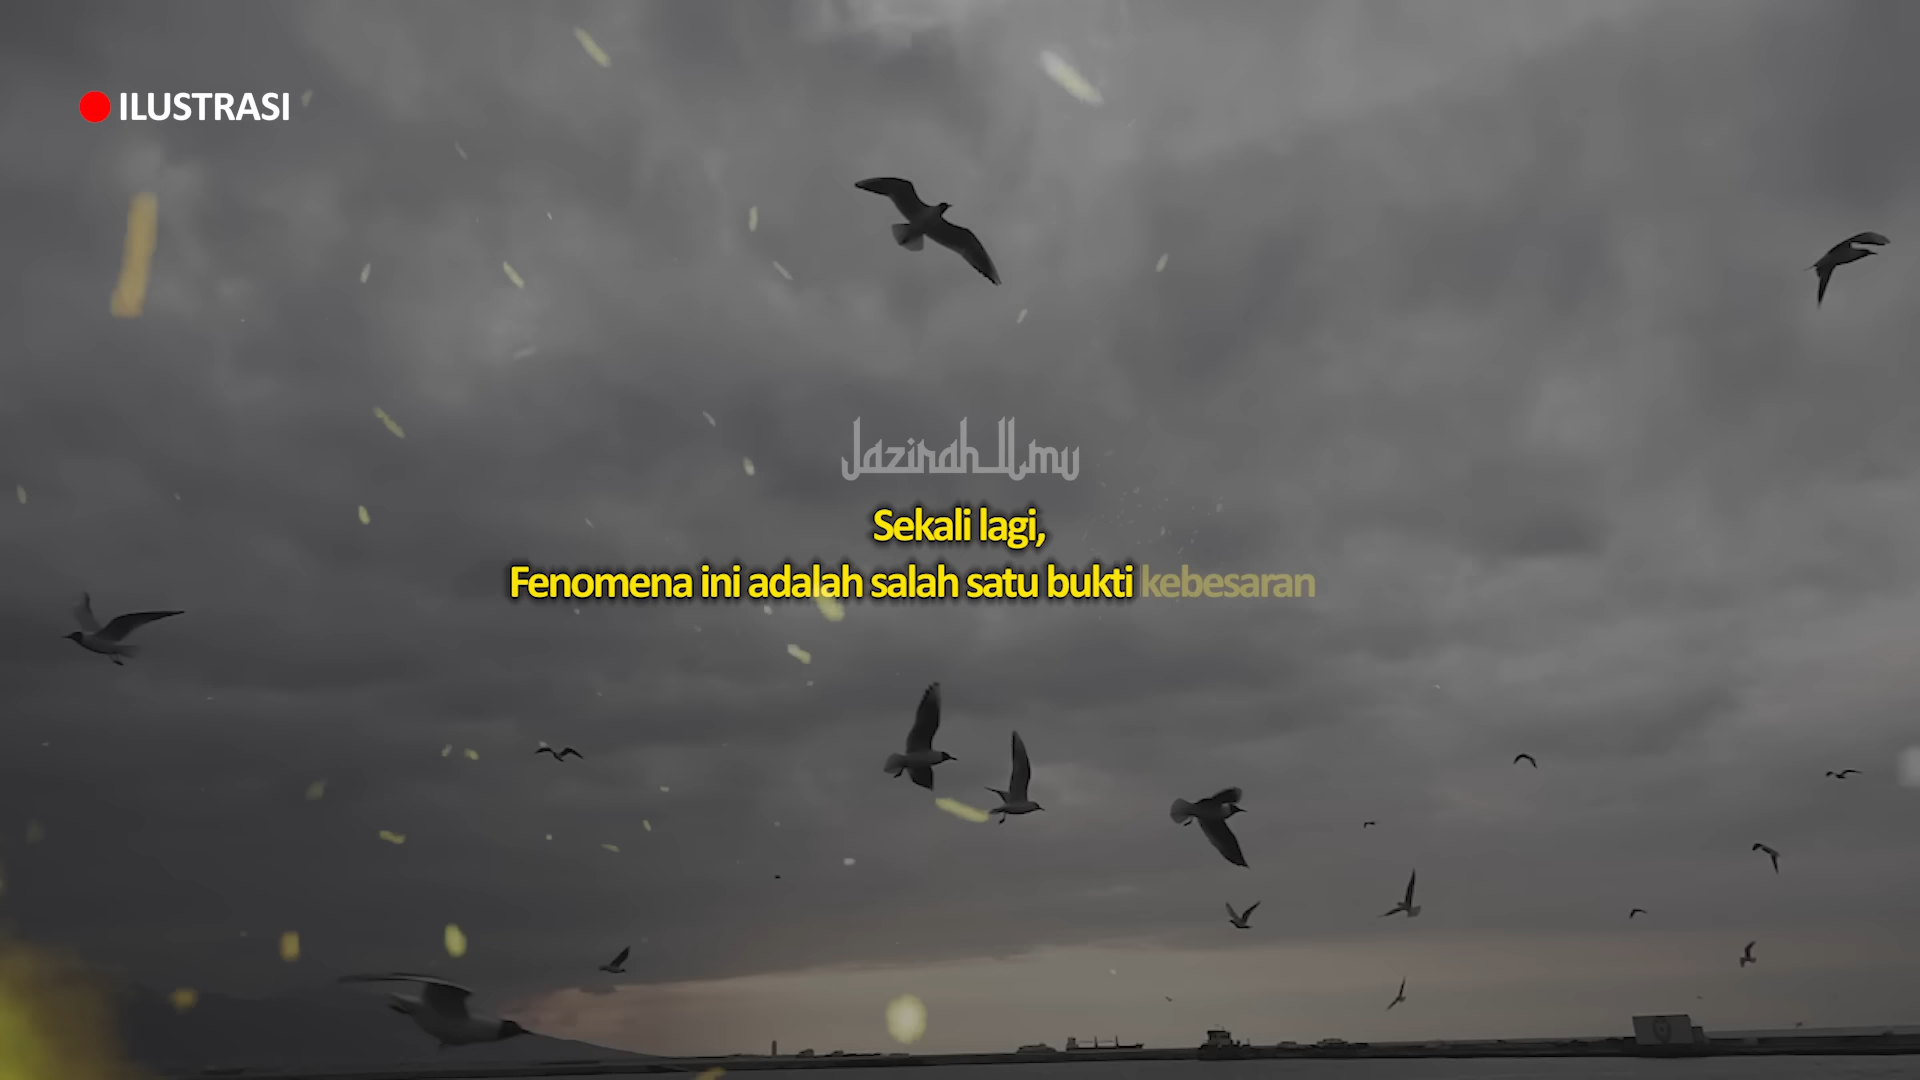 ILUSTRASI
Jazirah Ilmu
Sekali lagi,
Fenomena ini adalah salah satu bukti kebesaran